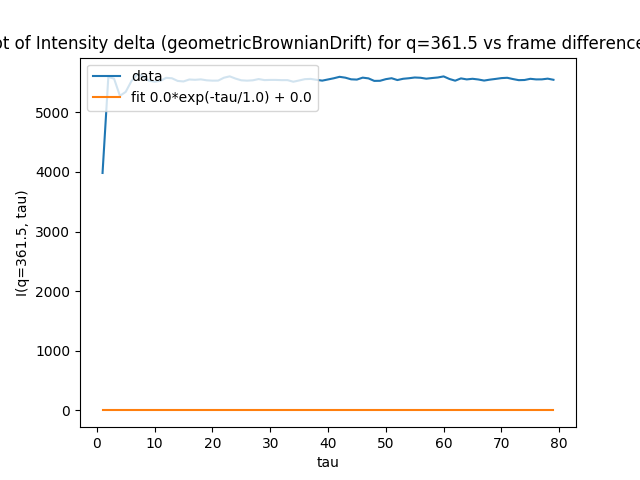 ot of Intensity delta (geometricBrownianDrift) for q=361.5 vs frame difference
data
fit 0.0*exp(-tau/1.0) + 0.0
I(q=361.5, tau)
5000
4000
3000
2000
1000
0
0 10 20 30 40 50 60 70 80
tau